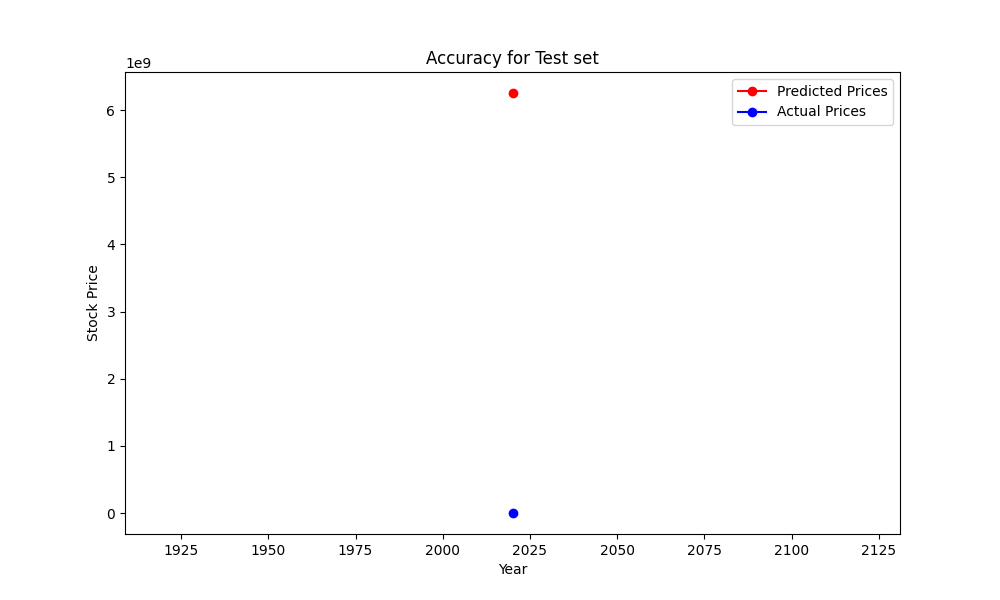 Accuracy for Test set
1e9
Predicted Prices
Actual Prices
6
5
4
3
2
1
0
Stock Price
1925 1950 1975 2000 2025 2050 2075 2100 2125
Year